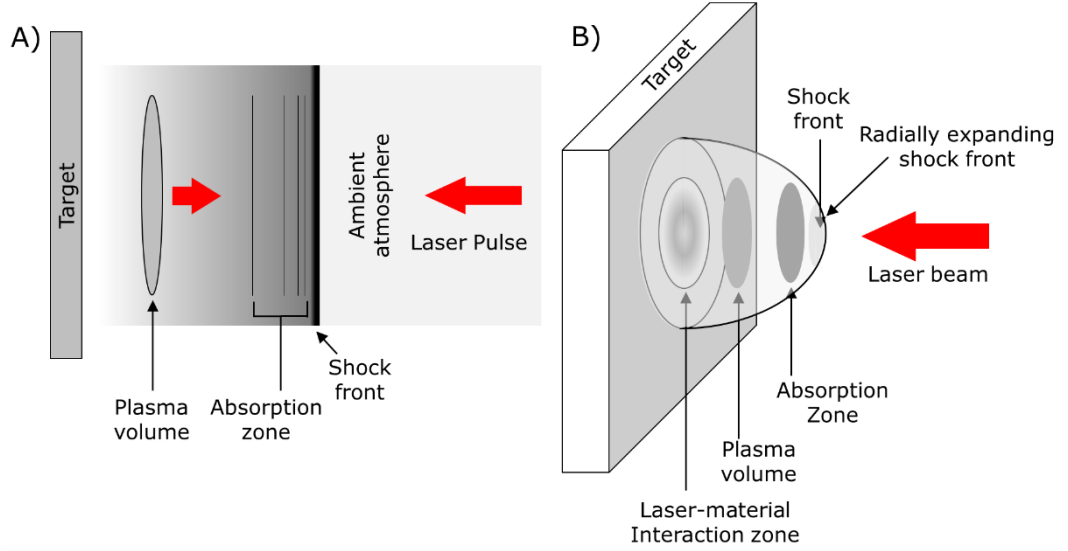 A)
Target
Ambient
atmosphere
Laser Pulse
Shock
front
Plasma
volume
Absorption
zone
B)
Target
Shock
front
Radially expanding
shock front
Laser beam
Absorption
Zone
Plasma
volume
Laser-material
Interaction zone